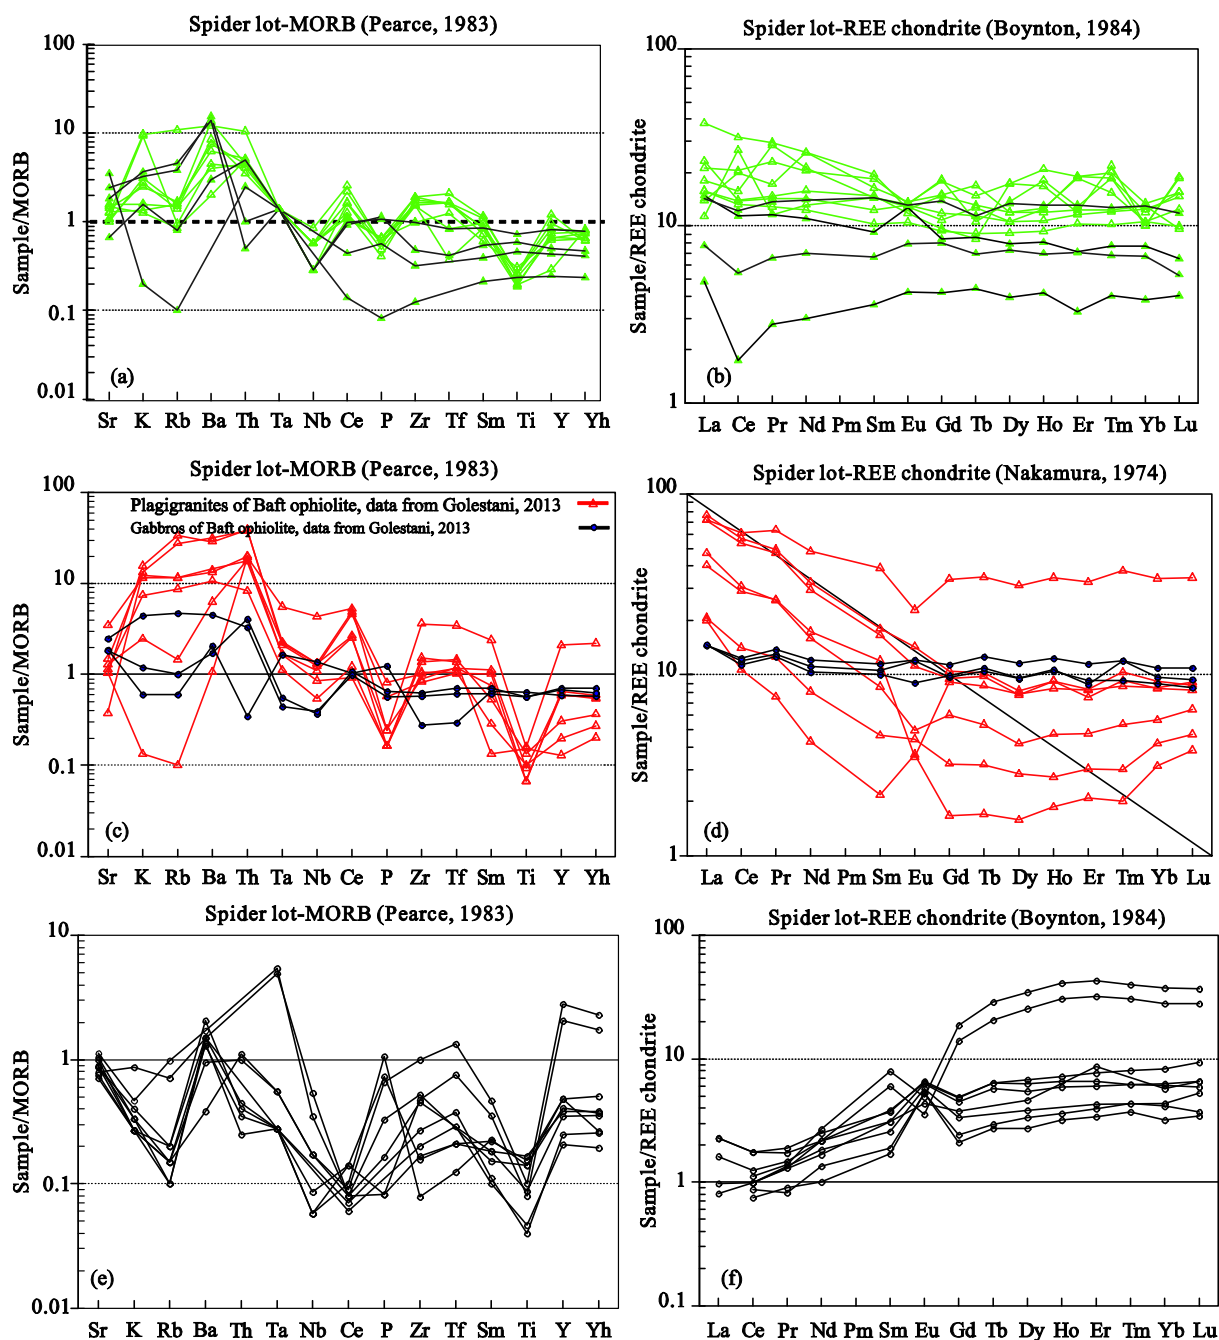 Spider lot-MORB (Pearce, 1983)
100
10
1
0.1
0.01
Sample/MORB
(a)
Sr K Rb Ba Th Ta Nb Ce P Zr Tf Sm Ti Y Yh
Spider lot-REE chondrite (Boynton, 1984)
100
10
1
Sample/REE chondrite
(b)
La Ce Pr Nd Pm Sm Eu Gd Tb Dy Ho Er Tm Yb Lu
Spider lot-MORB (Pearce, 1983)
100
10
1
0.1
0.01
Sample/MORB
Plagigranites of Baft ophiolite, data from Golestani, 2013
Gabbros of Baft ophiolite, data from Golestani, 2013
(c)
Sr K Rb Ba Th Ta Nb Ce P Zr Tf Sm Ti Y Yh
Spider lot-REE chondrite (Nakamura, 1974)
100
10
1
Sample/REE chondrite
(d)
La Ce Pr Nd Pm Sm Eu Gd Tb Dy Ho Er Tm Yb Lu
Spider lot-MORB (Pearce, 1983)
10
1
0.1
0.01
Sample/MORB
(e)
Sr K Rb Ba Th Ta Nb Ce P Zr Tf Sm Ti Y Yh
Spider lot-REE chondrite (Boynton, 1984)
100
10
1
0.1
Sample/REE chondrite
(f)
La Ce Pr Nd Pm Sm Eu Gd Tb Dy Ho Er Tm Yb Lu